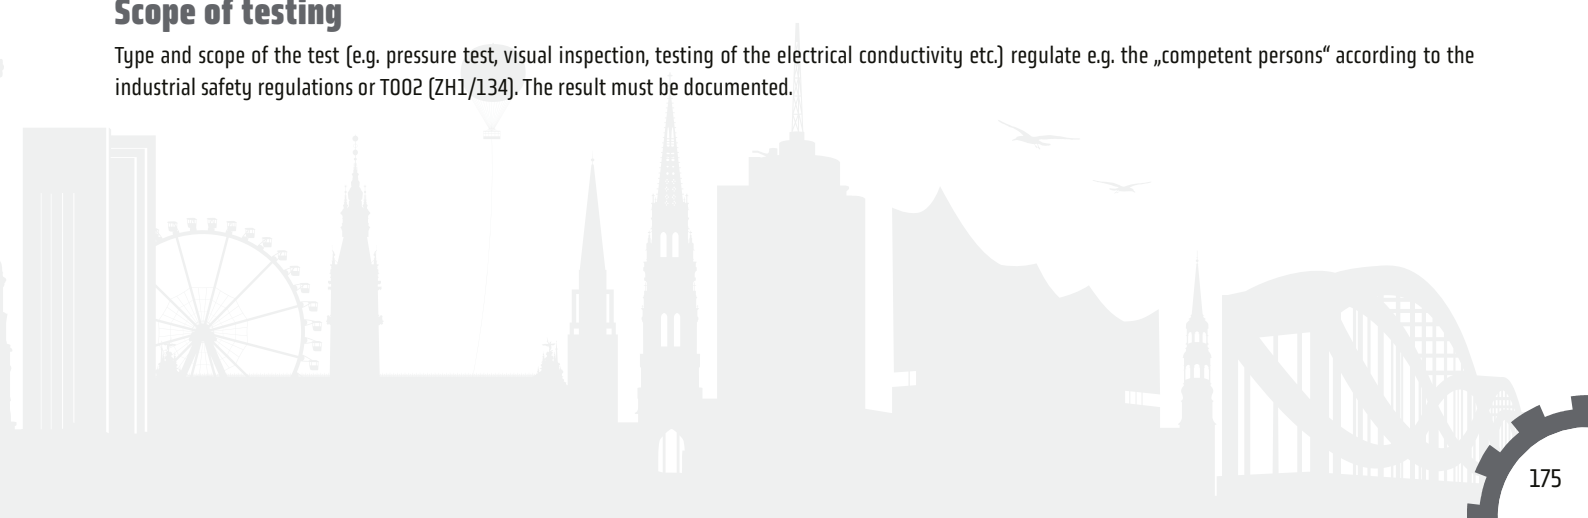 Scope of testing
Type and scope of the test (e.g. pressure test, visual inspection, testing of the electrical conductivity etc.) regulate e.g. the „competent persons“ according to the
industrial safety regulations or T002 (ZH1/134). The result must be documented.
175